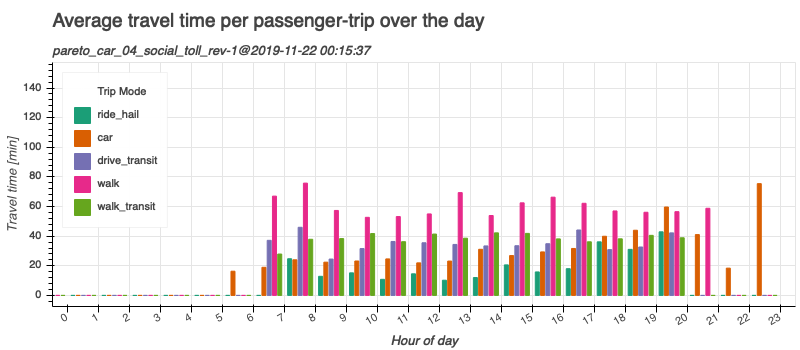 Average travel time per passenger-trip over the day
pareto_car_04_social_toll_rev-1@2019-11-22 00:15:37
Travel time [min]
140
120
100
80
60
40
20
0
Trip Mode
ride_hail
car
drive_transit
walk
walk_transit
0 1 2 3 4 5 6 7 8 9 10 11 12 13 14 15 16 17 18 19 20 21 22 23
Hour of day